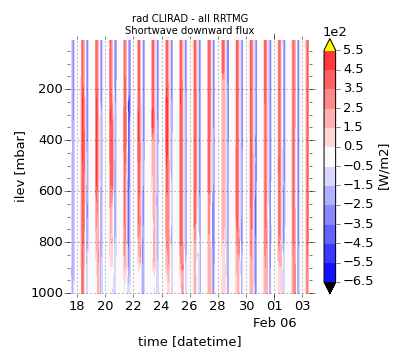 rad CLIRAD - all RRTMG
Shortwave downward flux
1e2
5.5
4.5
3.5
2.5
1.5
0.5
−0.5
−1.5
−2.5
−3.5
−4.5
−5.5
−6.5
[W/m2]
ilev [mbar]
200
400
600
800
1000
18 20 22 24 26 28 30 01 03
Feb 06
time [datetime]